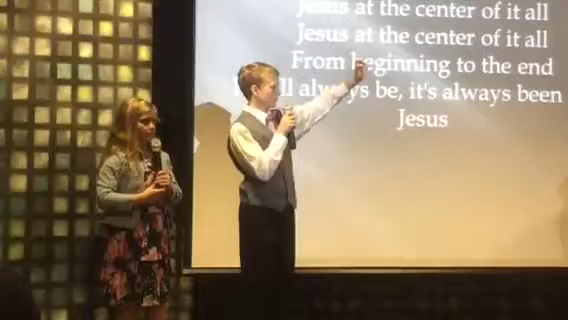 Jesus at the center of it all
Jesus at the center of it all
From beginning to the end
always be, it's always been
Jesus